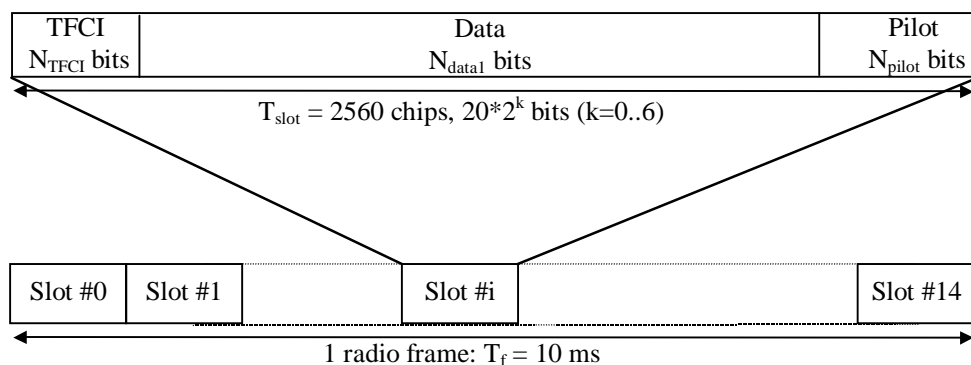 TFCI
N_TFCI bits
Data
N_data1 bits
Pilot
N_pilot bits
T_slot = 2560 chips, 20*2^k bits (k=0..6)
Slot #0
Slot #1
Slot #i
Slot #14
1 radio frame: T_f = 10 ms